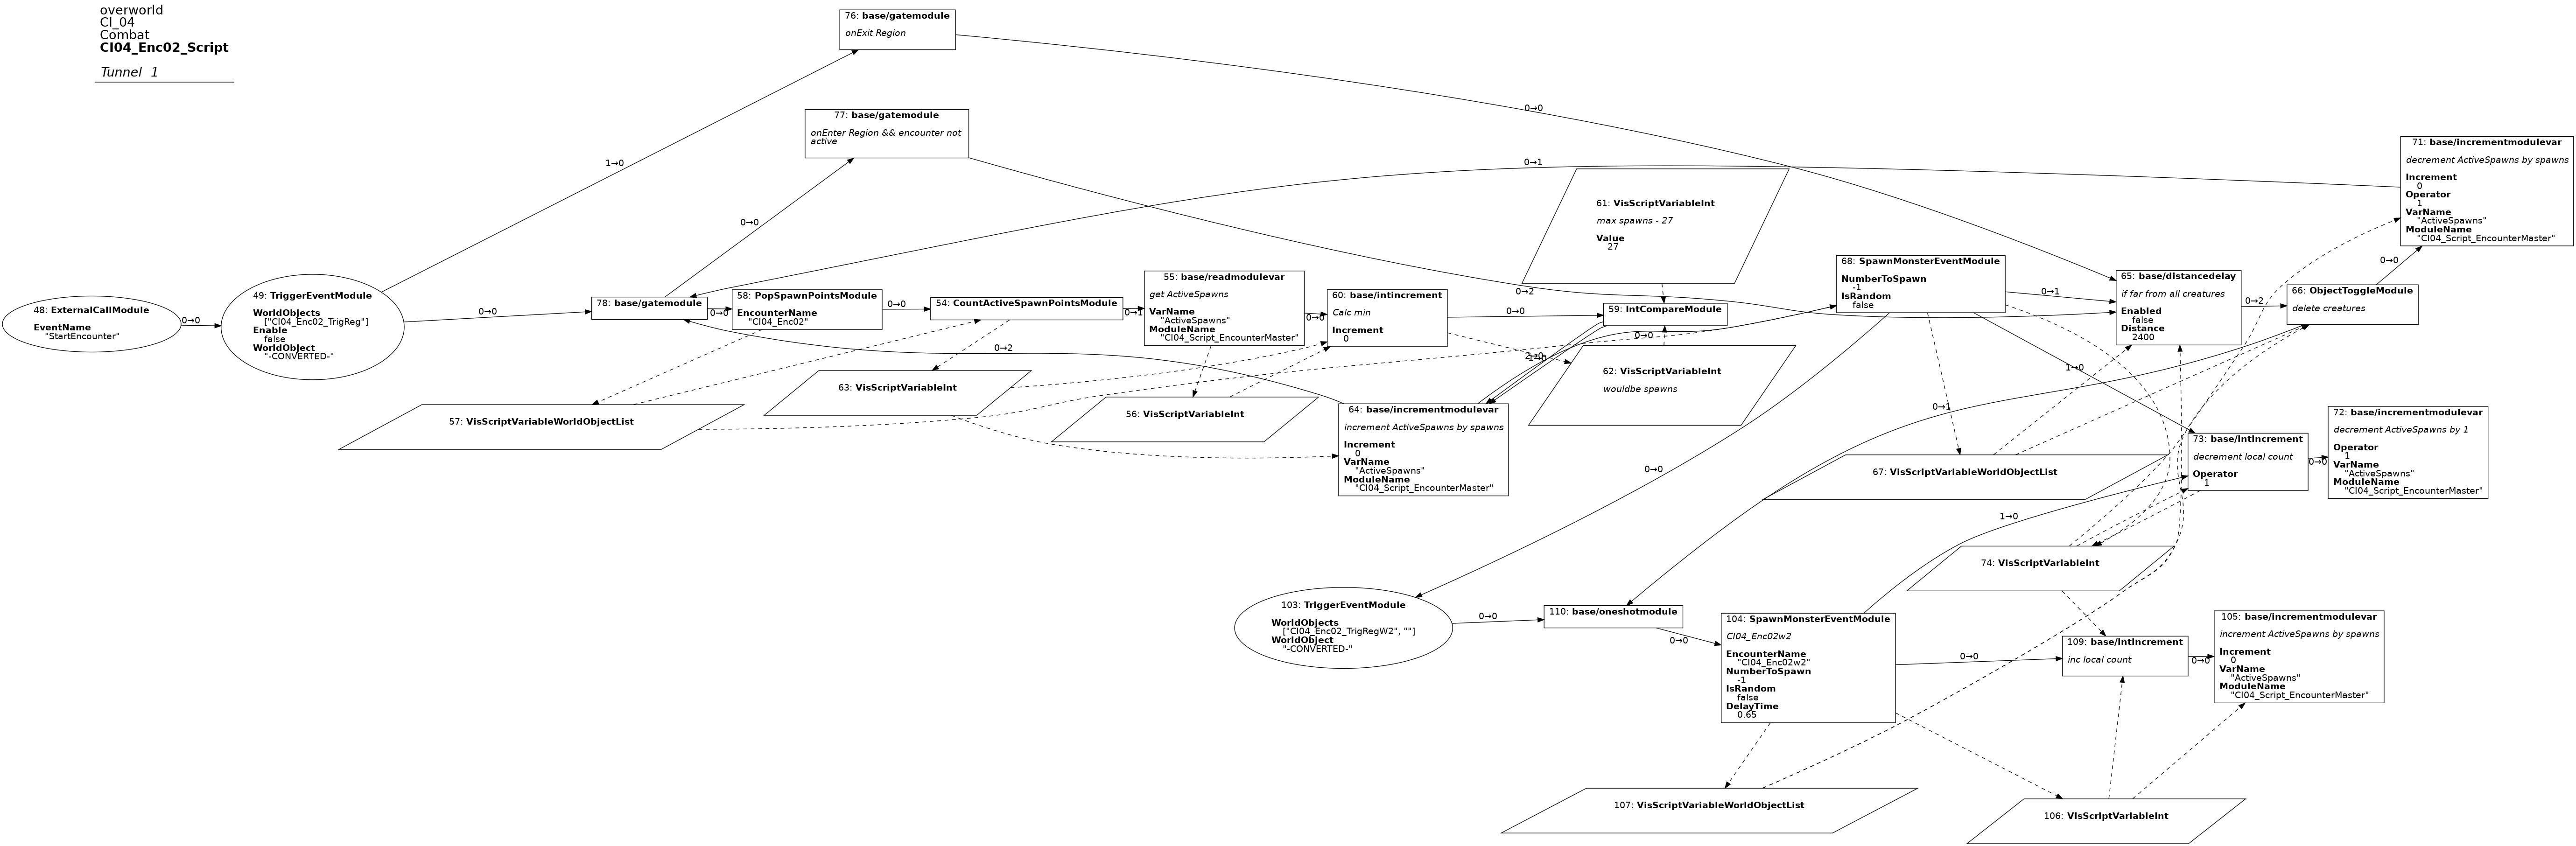 overworld
CI_04
Combat
CI04_Enc02_Script
Tunnel 1
76: base/gatemodule
onExit Region
77: base/gatemodule
onEnter Region && encounter not
active
48: ExternalCallModule
EventName
"StartEncounter"
0→0
49: TriggerEventModule
WorldObjects
["CI04_Enc02_TrigReg"]
Enable
false
WorldObject
"-CONVERTED-"
1→0
0→0
0→0
78: base/gatemodule
0→0
58: PopSpawnPointsModule
EncounterName
"CI04_Enc02"
0→0
54: CountActiveSpawnPointsModule
0→1
55: base/readmodulevar
get ActiveSpawns
VarName
"ActiveSpawns"
ModuleName
"CI04_Script_EncounterMaster"
0→0
60: base/intincrement
Calc min
Increment
0
0→0
59: IntCompareModule
0→0
0→1
0→2
61: VisScriptVariableInt
max spawns - 27
Value
27
62: VisScriptVariableInt
wouldbe spawns
0→0
2→0
1→0
0→2
63: VisScriptVariableInt
57: VisScriptVariableWorldObjectList
56: VisScriptVariableInt
64: base/incrementmodulevar
increment ActiveSpawns by spawns
Increment
0
VarName
"ActiveSpawns"
ModuleName
"CI04_Script_EncounterMaster"
68: SpawnMonsterEventModule
NumberToSpawn
-1
IsRandom
false
0→1
65: base/distancedelay
if far from all creatures
Enabled
false
Distance
2400
0→2
66: ObjectToggleModule
delete creatures
0→0
71: base/incrementmodulevar
decrement ActiveSpawns by spawns
Increment
0
Operator
1
VarName
"ActiveSpawns"
ModuleName
"CI04_Script_EncounterMaster"
1→0
0→1
0→0
67: VisScriptVariableWorldObjectList
73: base/intincrement
decrement local count
Operator
1
0→0
72: base/incrementmodulevar
decrement ActiveSpawns by 1
Operator
1
VarName
"ActiveSpawns"
ModuleName
"CI04_Script_EncounterMaster"
1→0
74: VisScriptVariableInt
103: TriggerEventModule
WorldObjects
["CI04_Enc02_TrigRegW2", ""]
WorldObject
"-CONVERTED-"
0→0
110: base/oneshotmodule
0→0
104: SpawnMonsterEventModule
CI04_Enc02w2
EncounterName
"CI04_Enc02w2"
NumberToSpawn
-1
IsRandom
false
DelayTime
0.65
0→0
109: base/intincrement
inc local count
0→0
105: base/incrementmodulevar
increment ActiveSpawns by spawns
Increment
0
VarName
"ActiveSpawns"
ModuleName
"CI04_Script_EncounterMaster"
107: VisScriptVariableWorldObjectList
106: VisScriptVariableInt